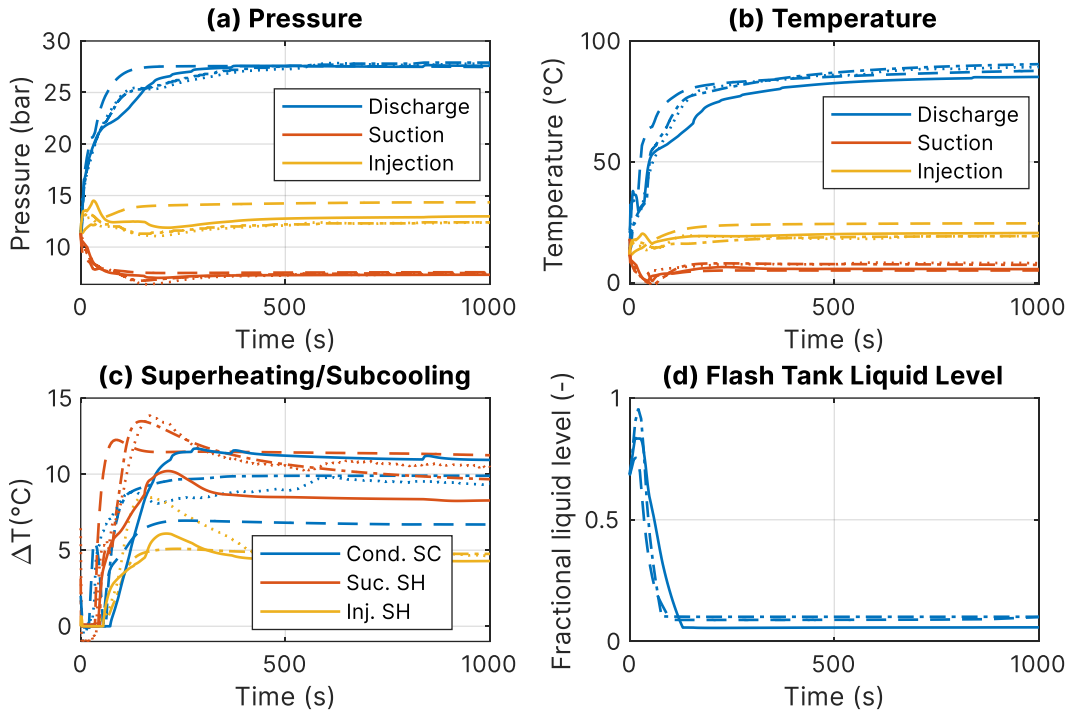 (a) Pressure
30
25
20
15
10
Pressure (bar)
Discharge
Suction
Injection
0
500
1000
Time (s)
(b) Temperature
100
50
0
Temperature (°C)
Discharge
Suction
Injection
0
500
1000
Time (s)
(c) Superheating/Subcooling
15
10
5
0
ΔT(°C)
Cond. SC
Suc. SH
Inj. SH
0
500
1000
Time (s)
(d) Flash Tank Liquid Level
1
0.5
0
Fractional liquid level (-)
0
500
1000
Time (s)